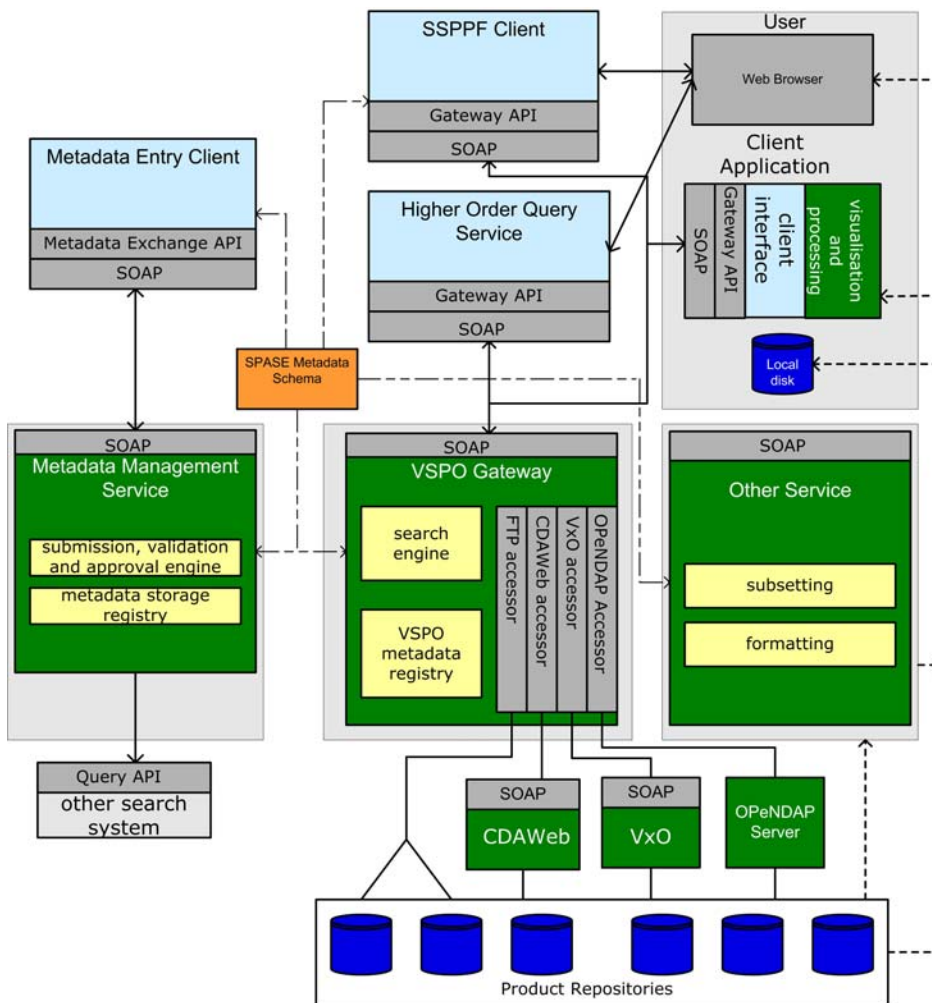 SSPPF Client
Gateway API
SOAP
User
Web Browser
Client
Application
SOAP
Gateway API
client
interface
visualisation
and
processing
Local
disk
Metadata Entry Client
Metadata Exchange API
SOAP
Higher Order Query
Service
Gateway API
SOAP
SPASE Metadata
Schema
SOAP
Metadata Management
Service
submission, validation
and approval engine
metadata storage
registry
SOAP
VSPO Gateway
search
engine
VSPO
metadata
registry
FTP accessor
CDAWeb accessor
VxO accessor
OPeNDAP Accessor
SOAP
Other Service
subsetting
formatting
Query API
other search
system
SOAP
CDAWeb
SOAP
VxO
OPeNDAP
Server
Product Repositories